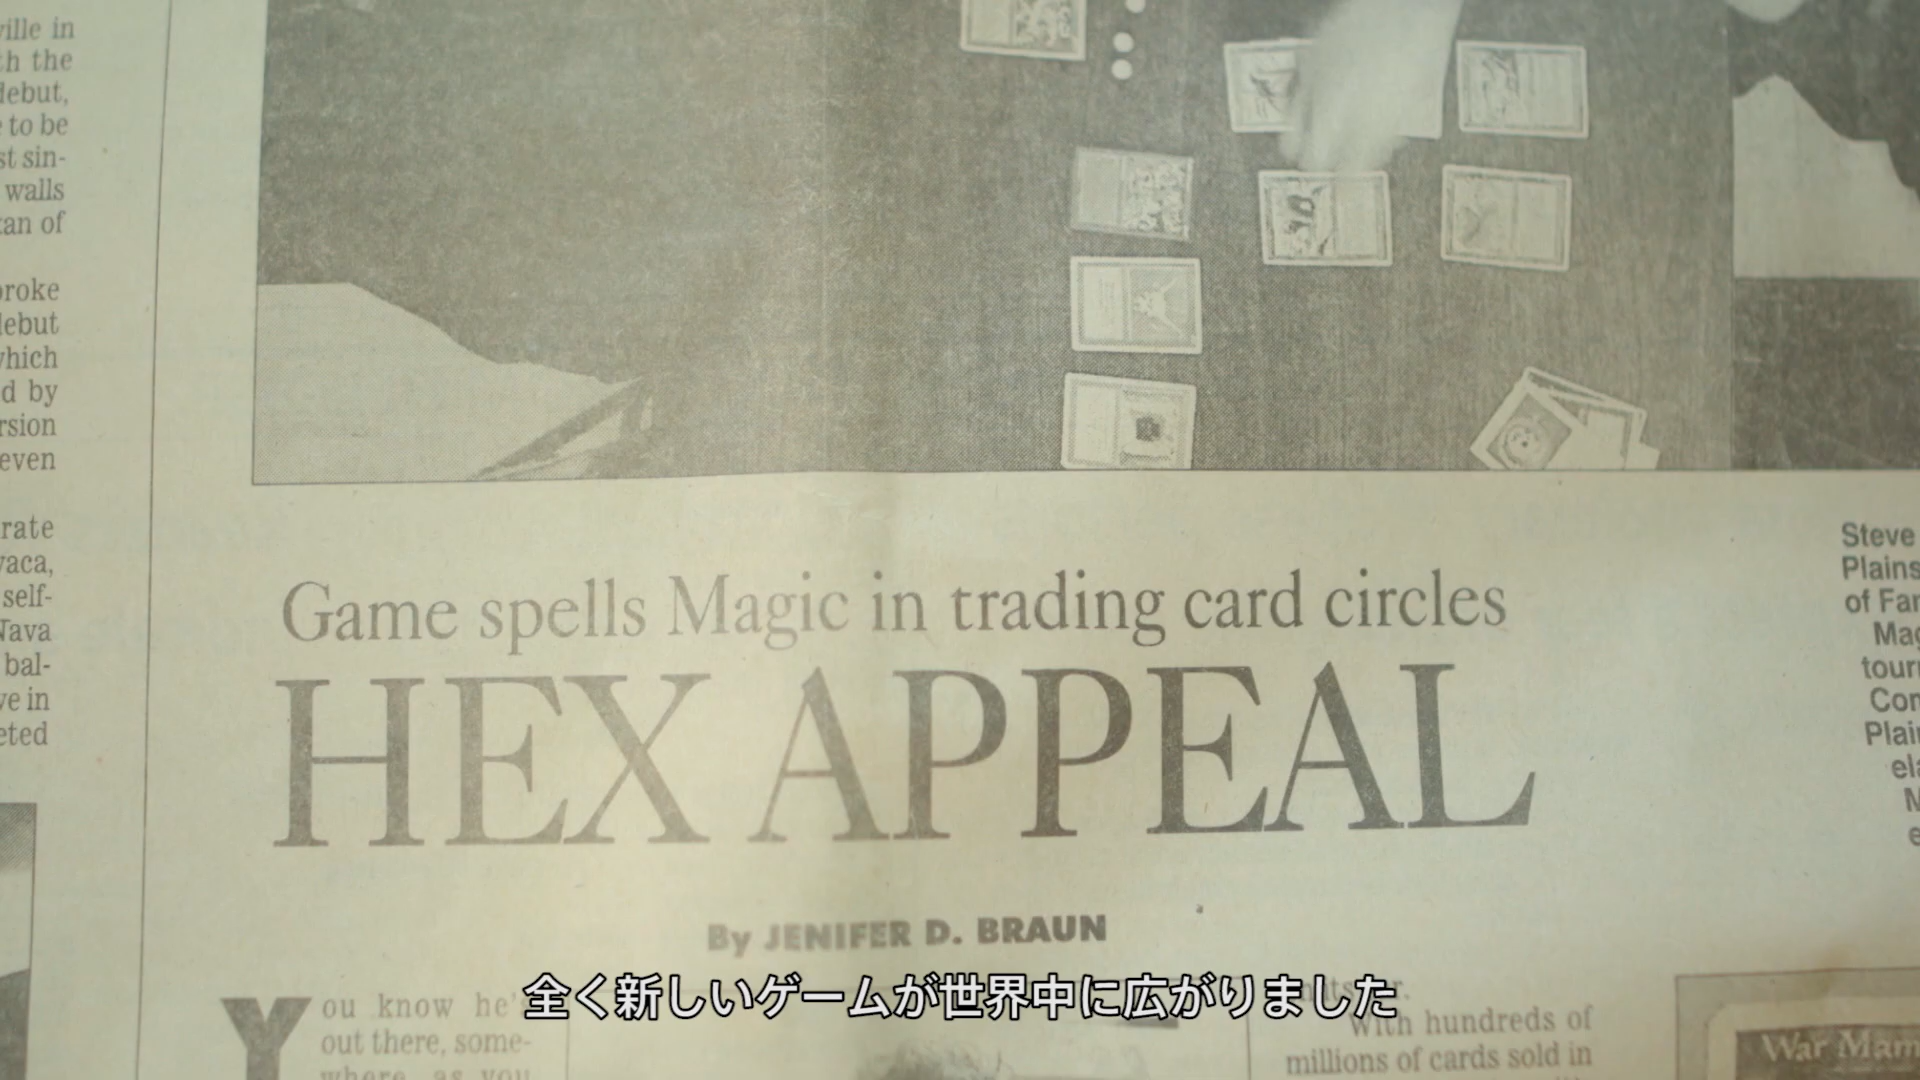 ville in
th the
debut,
to be
st sin-
walls
tan of
broke
debut
which
d by
rsion
even
rate
vaca,
self-
Nava
bal-
ve in
eted
Game spells Magic in trading card circles
HEX APPEAL
By JENIFER D. BRAUN
You know he's
out there, some-
where, as you
With hundreds of
millions of cards sold in
Steve
Plains
of Far
Mag
tour
Con
Plai
ela
M
e
War Mam
全く新しいゲームが世界中に広がりました